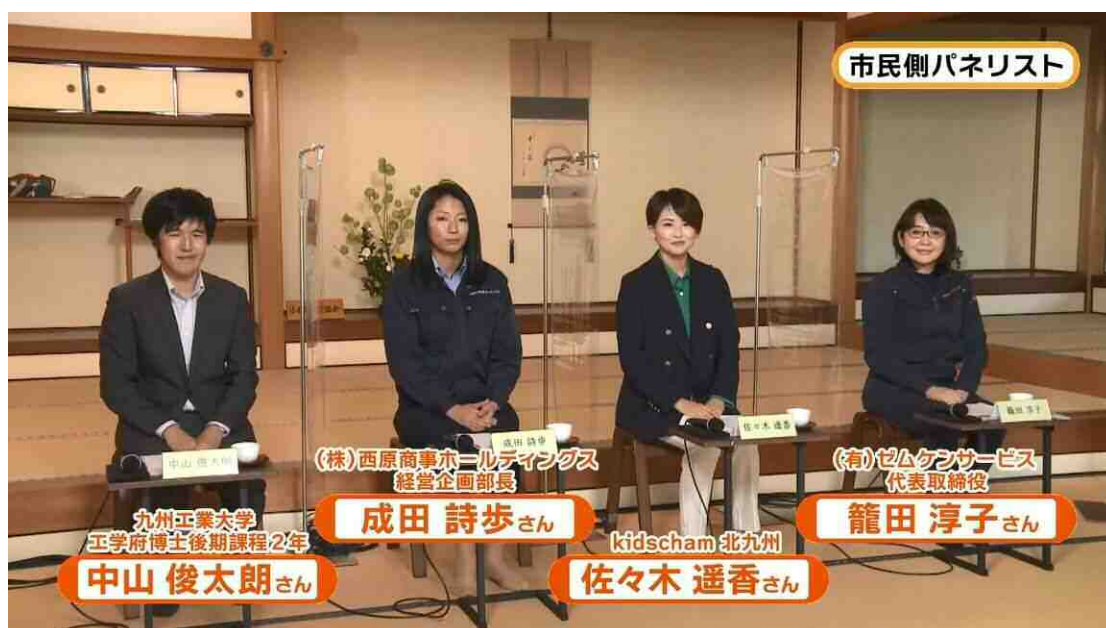 市民側パネリスト
九州工業大学
工学府博士後期課程2年
中山 俊太朗さん
(株)西原商事ホールディングス
経営企画部長
成田 詩歩さん
kidscham 北九州
佐々木 遥香さん
(有)ゼムケンサービス
代表取締役
籠田 淳子さん
成田 詩歩
佐々木 遥香
籠田 淳子